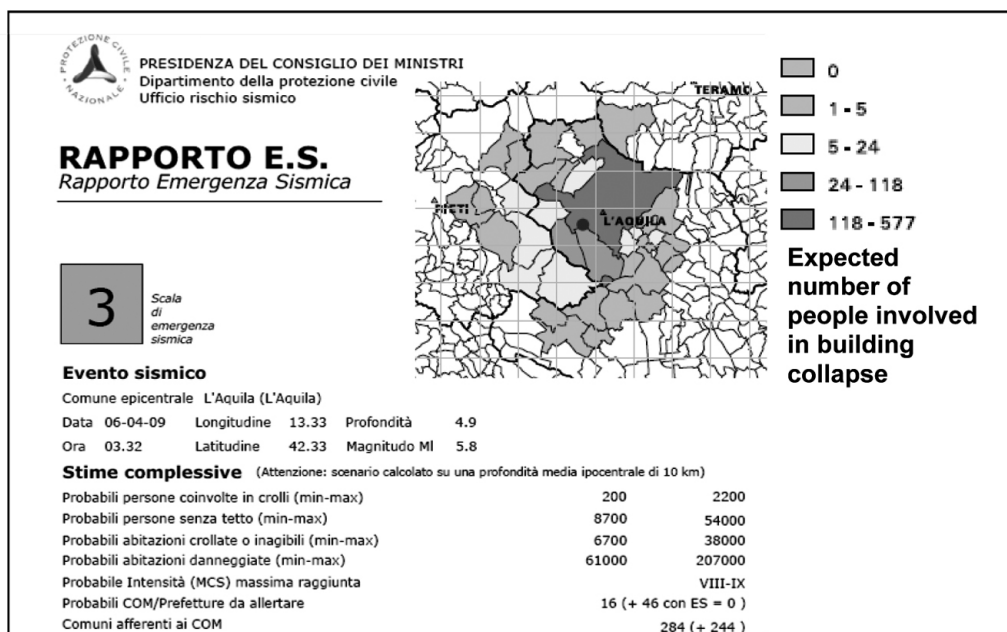 PROTEZIONE CIVILE
NAZIONALE
PRESIDENZA DEL CONSIGLIO DEI MINISTRI
Dipartimento della protezione civile
Ufficio rischio sismico
RAPPORTO E.S.
Rapporto Emergenza Sismica
TERAMO
RIETI
L'AQUILA
0
1 - 5
5 - 24
24 - 118
118 - 577
Expected
number of
people involved
in building
collapse
3
Scala
di
emergenza
sismica
Evento sismico
Comune epicentrale L'Aquila (L'Aquila)
Data 06-04-09 Longitudine 13.33 Profondità 4.9
Ora 03.32 Latitudine 42.33 Magnitudo Ml 5.8
Stime complessive (Attenzione: scenario calcolato su una profondità media ipocentrale di 10 km)
Probabili persone coinvolte in crolli (min-max) 200 2200
Probabili persone senza tetto (min-max) 8700 54000
Probabili abitazioni crollate o inagibili (min-max) 6700 38000
Probabili abitazioni danneggiate (min-max) 61000 207000
Probabile Intensità (MCS) massima raggiunta VIII-IX
Probabili COM/Prefetture da allertare 16 (+ 46 con ES = 0 )
Comuni afferenti ai COM 284 (+ 244 )